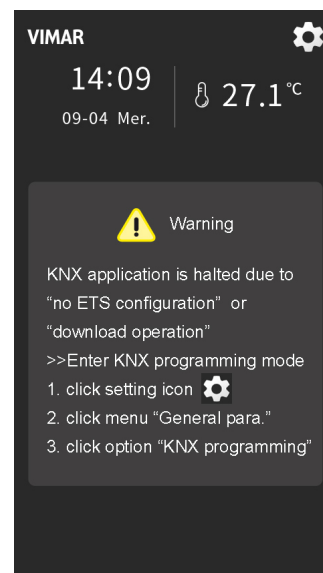 VIMAR
14:09
09-04 Mer.
27.1℃
Warning
KNX application is halted due to
“no ETS configuration” or
“download operation”
>>Enter KNX programming mode
1. click setting icon
2. click menu “General para.”
3. click option “KNX programming”